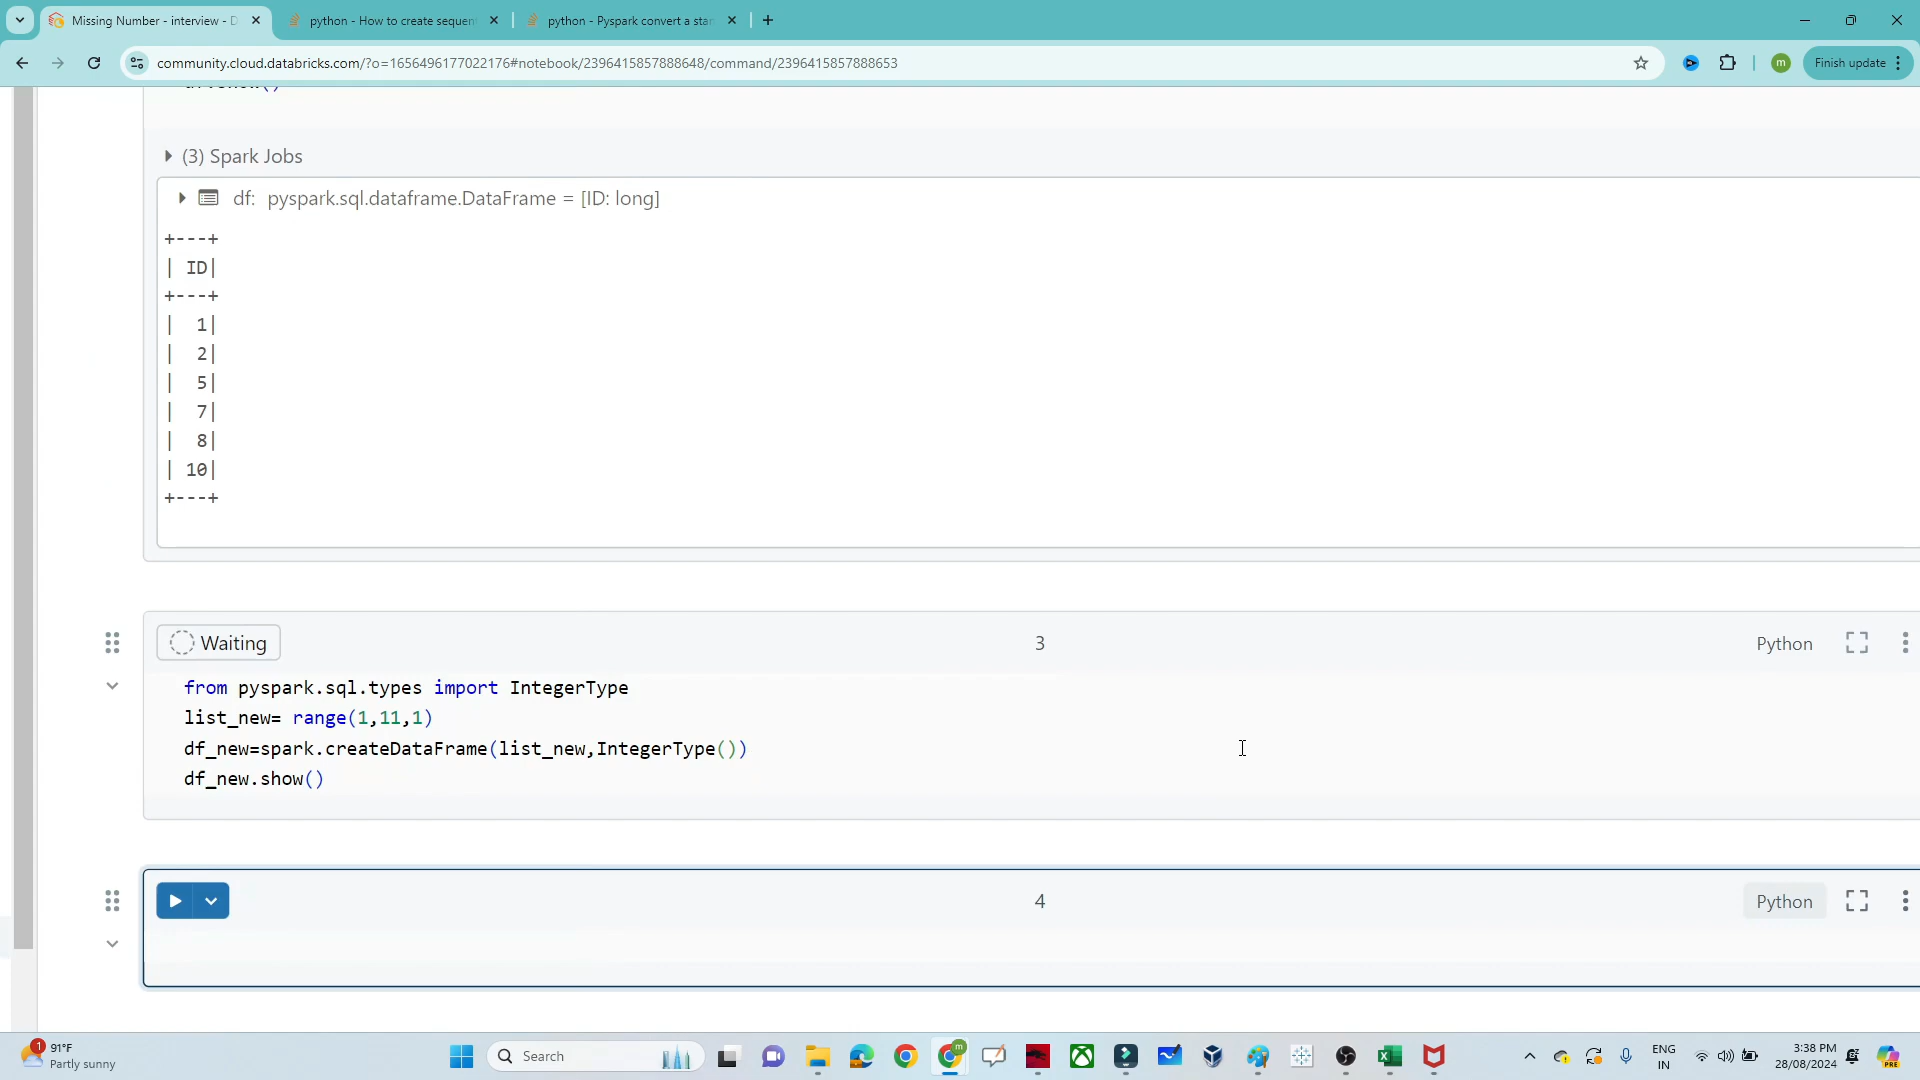 Missing Number - interview - D
python - How to create sequen
python - Pyspark convert a sta
community.cloud.databricks.com/?o=1656496177022176#notebook/2396415857888648/command/2396415857888653
m
Finish update
(3) Spark Jobs
df: pyspark.sql.dataframe.DataFrame = [ID: long]
+---+
| ID|
+---+
|  1|
|  2|
|  5|
|  7|
|  8|
| 10|
+---+
Waiting
3
Python
from pyspark.sql.types import IntegerType
list_new= range(1,11,1)
df_new=spark.createDataFrame(list_new,IntegerType())
df_new.show()
4
Python
1
91°F
Partly sunny
Search
m
ENG
IN
3:38 PM
28/08/2024
PRE